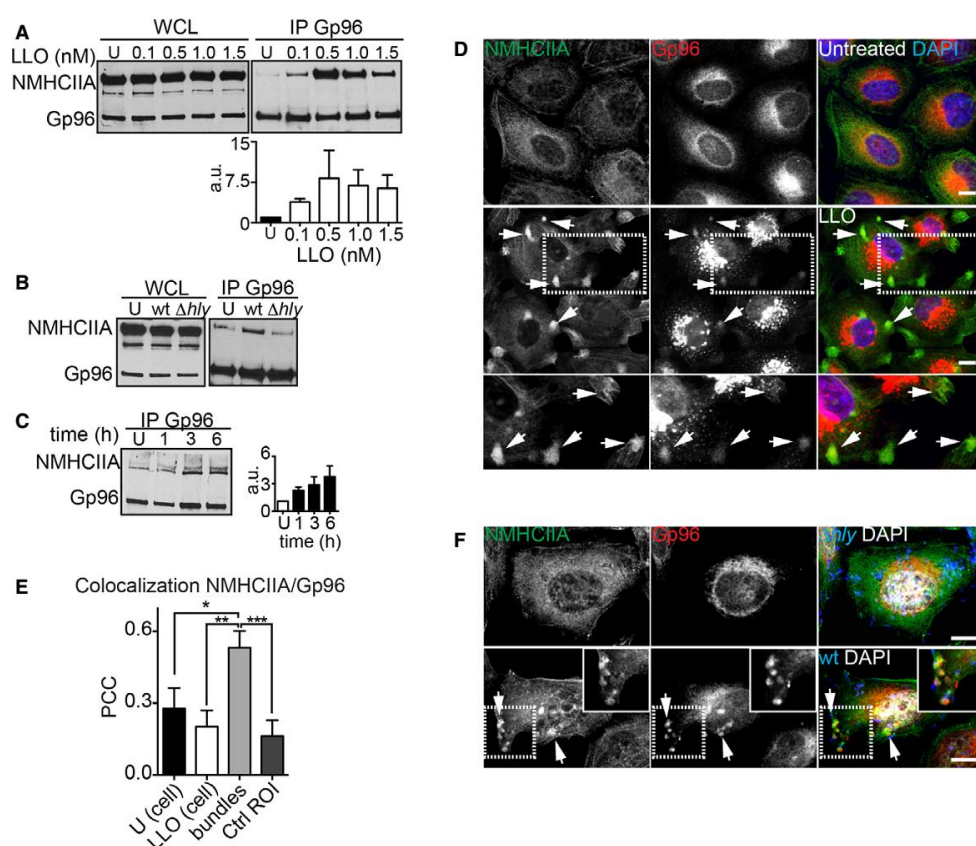 A
WCL IP Gp96
LLO (nM) U 0.1 0.5 1.0 1.5 U 0.1 0.5 1.0 1.5
NMHCIIA
Gp96
a.u.
15
7.5
0
U 0.1 0.5 1.0 1.5
LLO (nM)
B
WCL IP Gp96
U wt Δhly U wt Δhly
NMHCIIA
Gp96
C
IP Gp96
time (h) U 1 3 6
NMHCIIA
Gp96
a.u.
6
3
0
U 1 3 6
time (h)
E
Colocalization NMHCIIA/Gp96
* ** ***
PCC
0.6
0.3
0.0
U (cell)
LLO (cell)
bundles
Ctrl ROI
D
NMHCIIA Gp96 Untreated DAPI
LLO
F
NMHCIIA Gp96 Δhly DAPI
wt DAPI